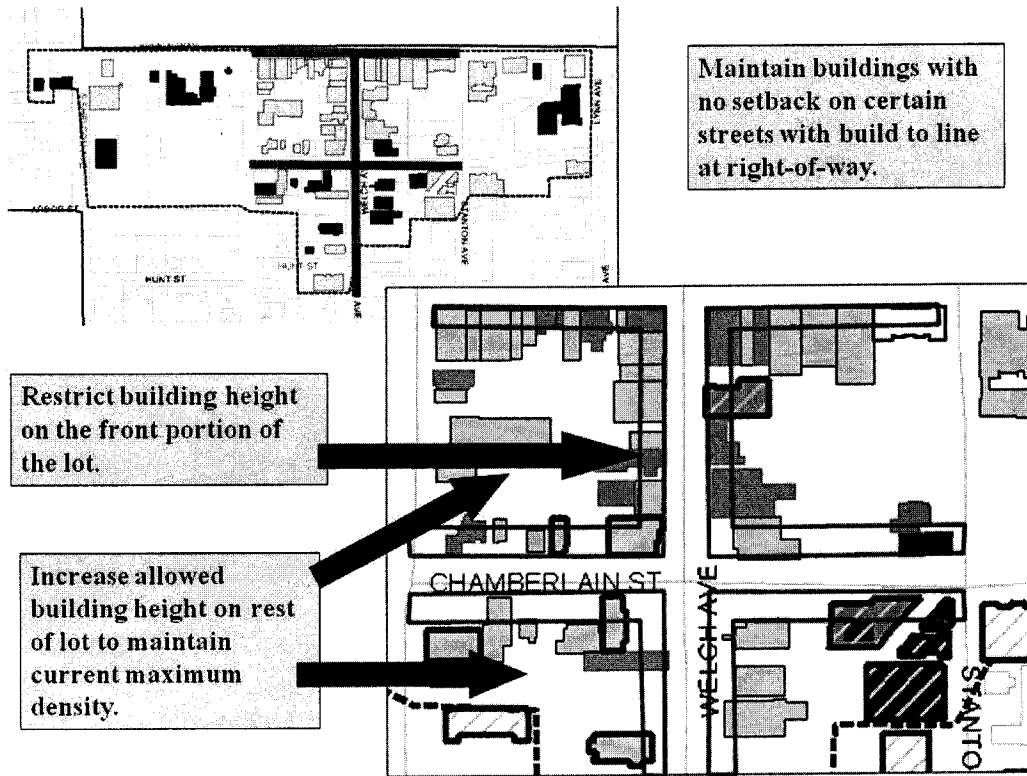 Maintain buildings with
no setback on certain
streets with build to line
at right-of-way.
LYNN AVE
WELCH A
STANTON AVE
HUNT ST
HUNT ST
AVE
AVE
Restrict building height
on the front portion of
the lot.
Increase allowed
building height on rest
of lot to maintain
current maximum
density.
CHAMBERLAIN ST
WELCH AVE
STANTO